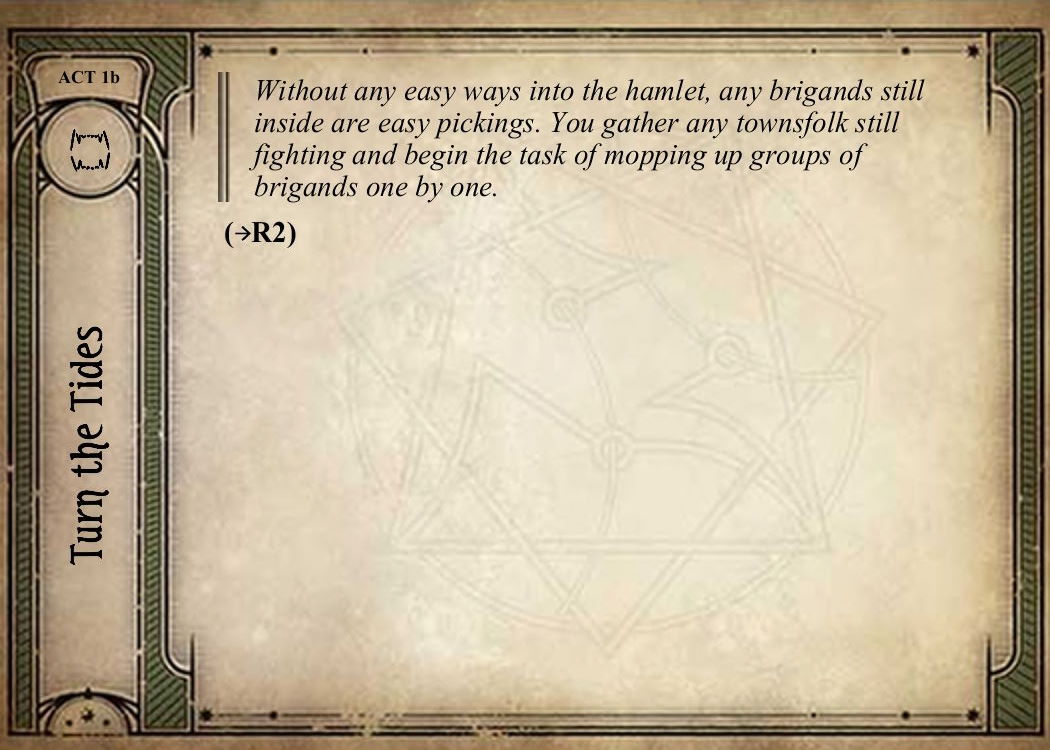 ACT 1b
Turn the Tides
Without any easy ways into the hamlet, any brigands still
inside are easy pickings. You gather any townsfolk still
fighting and begin the task of mopping up groups of
brigands one by one.
(→R2)